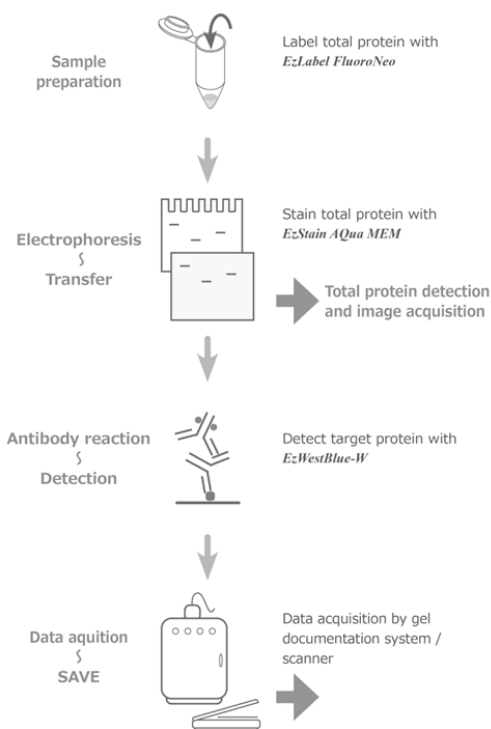 Sample
preparation
Label total protein with
EzLabel FluoroNeo
Electrophoresis
Transfer
Stain total protein with
EzStain AQua MEM
Total protein detection
and image acquisition
Antibody reaction
Detection
Detect target protein with
EzWestBlue-W
Data aqution
SAVE
Data acquisition by gel
documentation system /
scanner